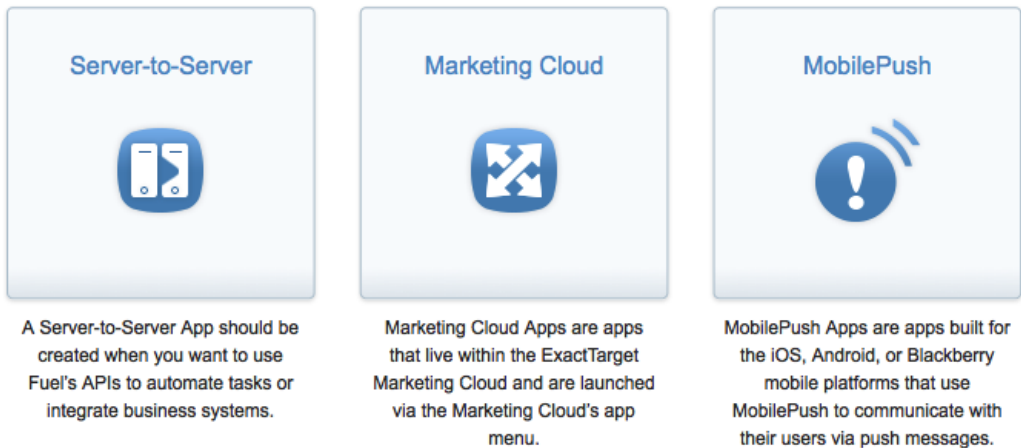 Server-to-Server
A Server-to-Server App should be
created when you want to use
Fuel's APIs to automate tasks or
integrate business systems.
Marketing Cloud
Marketing Cloud Apps are apps
that live within the ExactTarget
Marketing Cloud and are launched
via the Marketing Cloud's app
menu.
MobilePush
MobilePush Apps are apps built for
the iOS, Android, or Blackberry
mobile platforms that use
MobilePush to communicate with
their users via push messages.